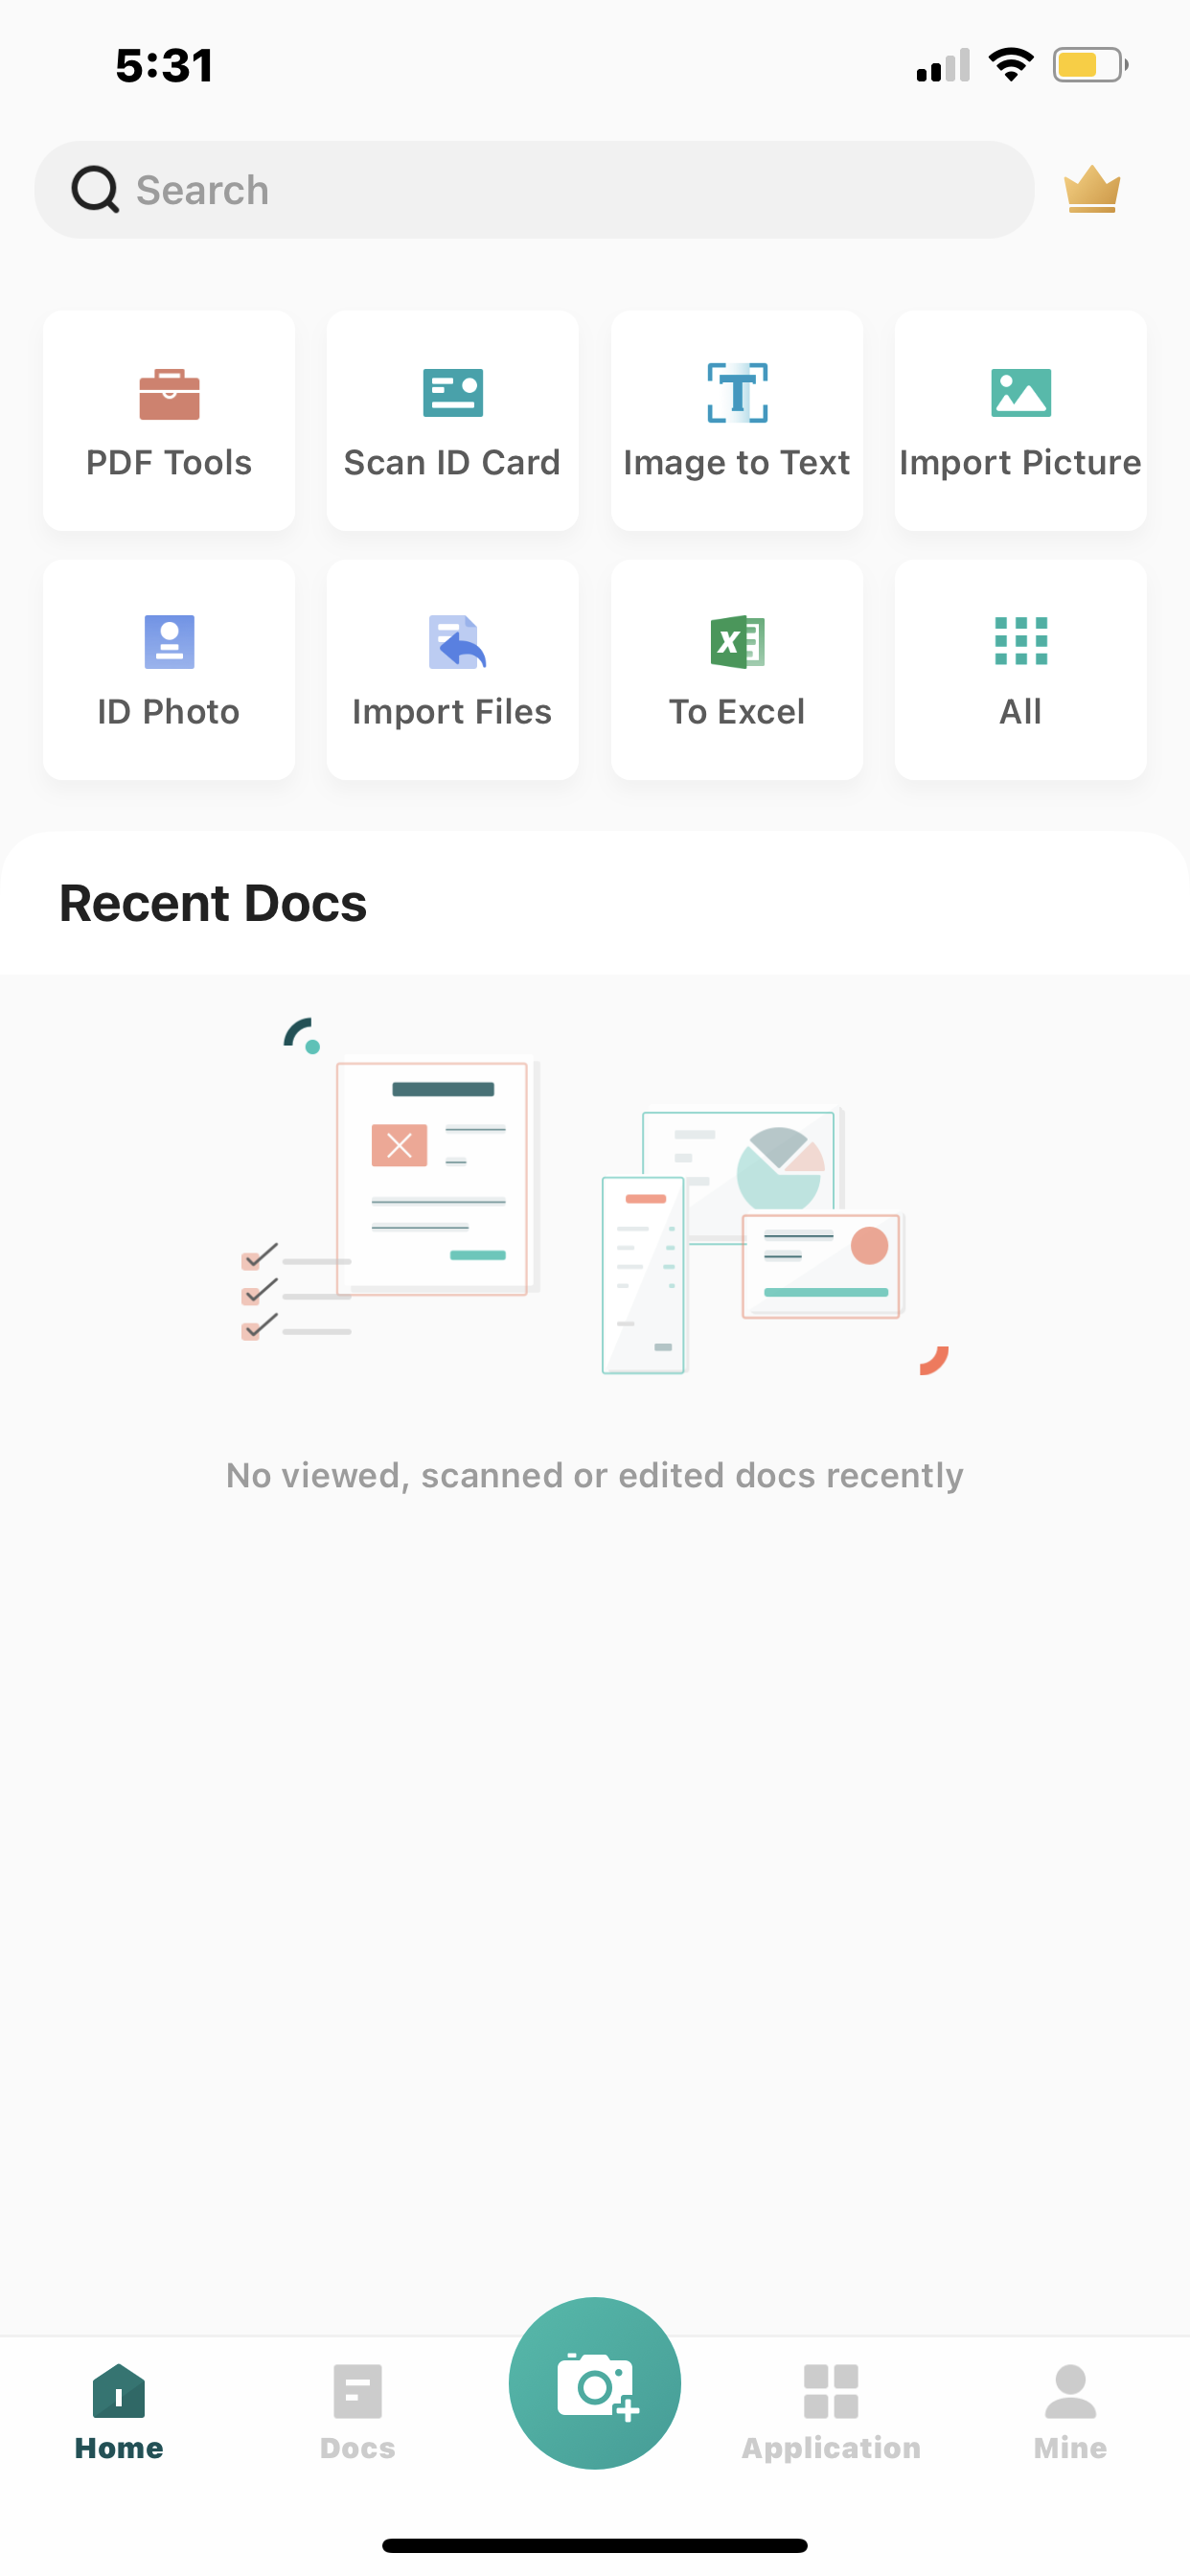 5:31
Search
PDF Tools
Scan ID Card
Image to Text
Import Picture
ID Photo
Import Files
To Excel
All
Recent Docs
No viewed, scanned or edited docs recently
Home
Docs
Application
Mine